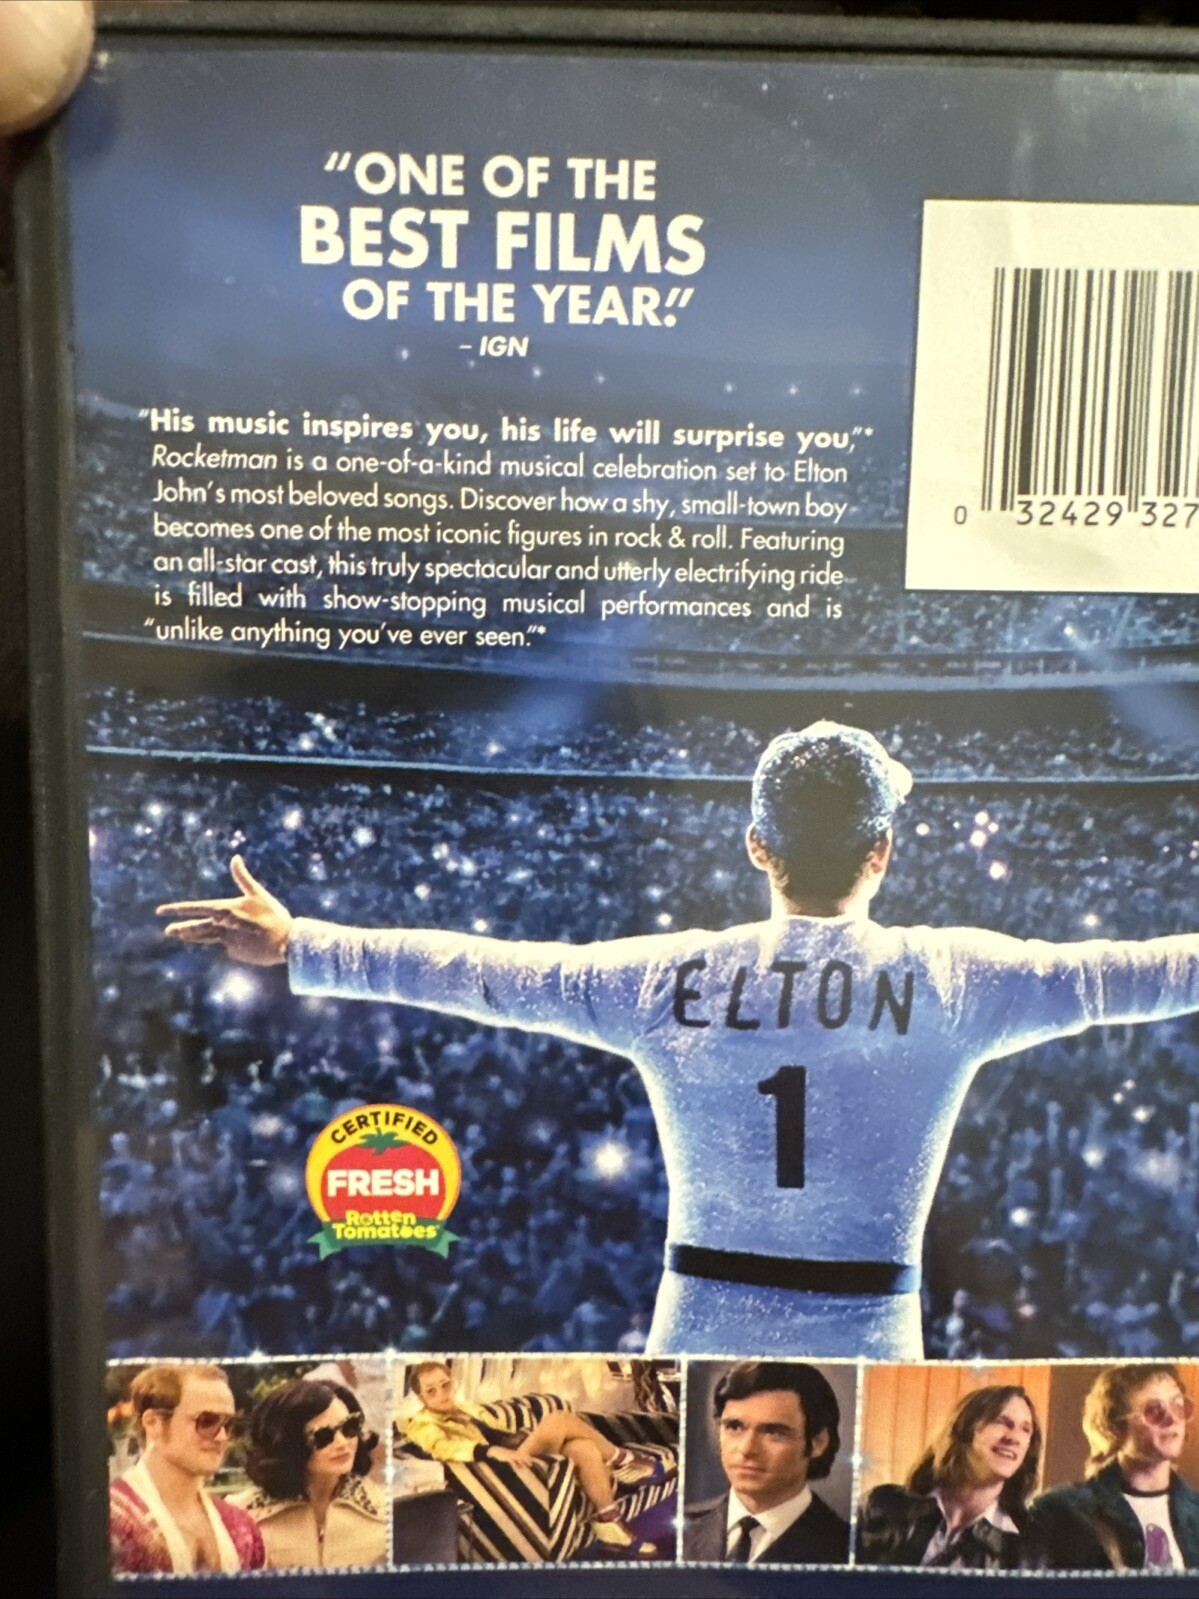 “ONE OF THE
BEST FILMS
OF THE YEAR.”
– IGN
“His music inspires you, his life will surprise you,”*
Rocketman is a one-of-a-kind musical celebration set to Elton
John’s most beloved songs. Discover how a shy, small-town boy
becomes one of the most iconic figures in rock & roll. Featuring
an all-star cast, this truly spectacular and utterly electrifying ride
is filled with show-stopping musical performances and is
“unlike anything you’ve ever seen.”*
0 32429 327
ELTON
1
CERTIFIED
FRESH
Rotten
Tomatoes